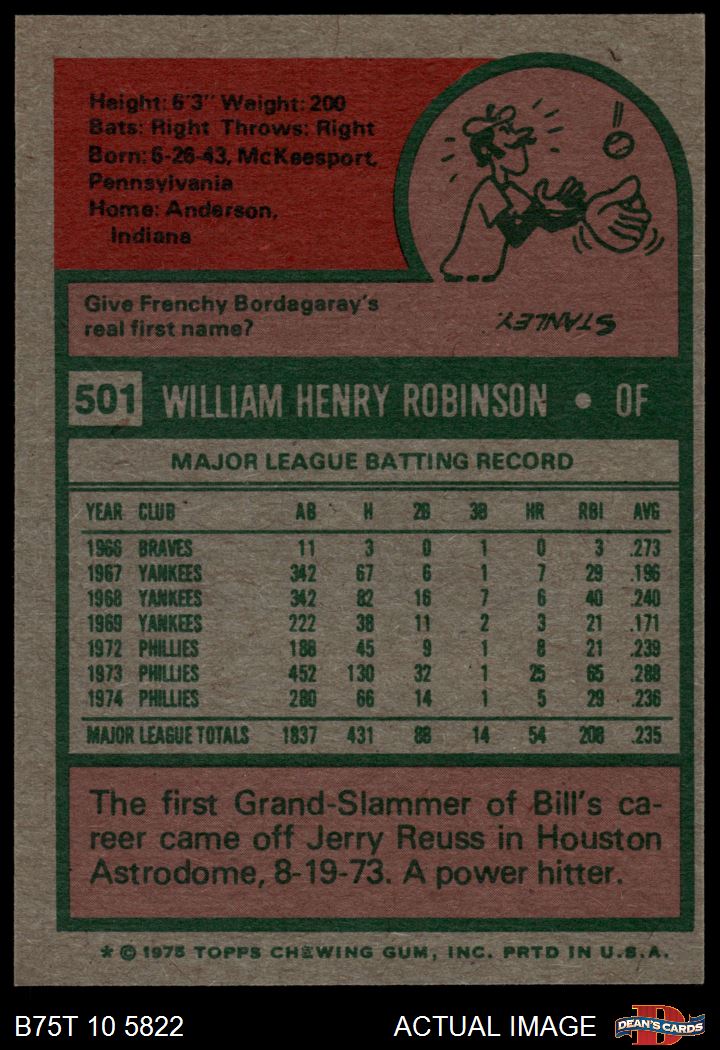 Height: 6'3" Weight: 200
Bats: Right Throws: Right
Born: 6-26-43, McKeesport,
Pennsylvania
Home: Anderson,
Indiana
Give Frenchy Bordagaray's
real first name?
STANLEY.
501 WILLIAM HENRY ROBINSON • OF
MAJOR LEAGUE BATTING RECORD
YEAR CLUB AB H 2B 3B HR RBI AVG
1966 BRAVES 11 3 0 1 0 3 .273
1967 YANKEES 342 67 6 1 7 29 .196
1968 YANKEES 342 82 16 7 6 40 .240
1969 YANKEES 222 38 11 2 3 21 .171
1972 PHILLIES 188 45 9 1 8 21 .239
1973 PHILLIES 452 130 32 1 25 65 .288
1974 PHILLIES 280 66 14 1 5 29 .236
MAJOR LEAGUE TOTALS 1837 431 88 14 54 208 .235
The first Grand-Slammer of Bill's ca-
reer came off Jerry Reuss in Houston
Astrodome, 8-19-73. A power hitter.
* © 1975 TOPPS CHEWING GUM, INC. PRTD IN U.S.A.
B75T 10 5822 ACTUAL IMAGE D DEAN'S CARDS